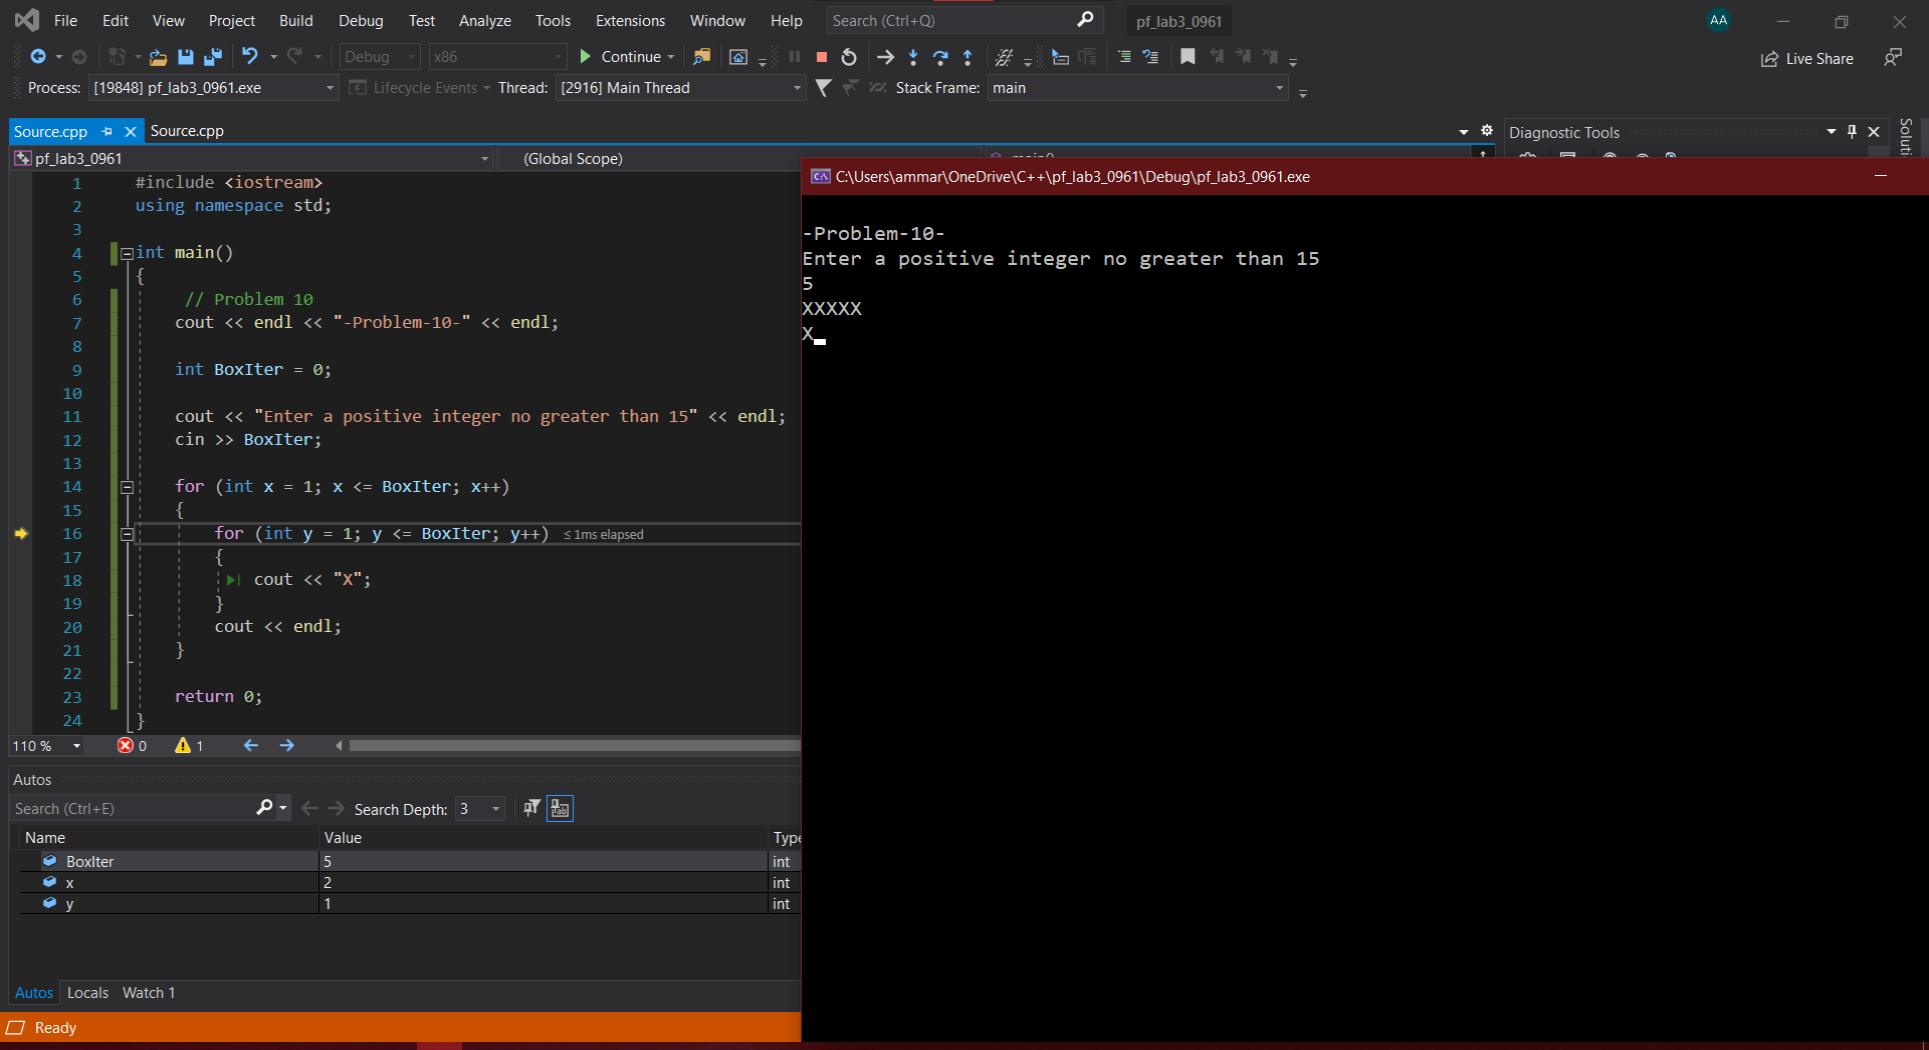 File Edit View Project Build Debug Test Analyze Tools Extensions Window Help Search (Ctrl+Q) pf_lab3_0961 AA
Debug x86 Continue Live Share
Process: [19848] pf_lab3_0961.exe Lifecycle Events Thread: [2916] Main Thread Stack Frame: main
Source.cpp Source.cpp Diagnostic Tools
pf_lab3_0961 (Global Scope) main()
1 #include <iostream>
2 using namespace std;
3
4 int main()
5 {
6 // Problem 10
7 cout << endl << "-Problem-10-" << endl;
8
9 int BoxIter = 0;
10
11 cout << "Enter a positive integer no greater than 15" << endl;
12 cin >> BoxIter;
13
14 for (int x = 1; x <= BoxIter; x++)
15 {
16 for (int y = 1; y <= BoxIter; y++) ≤ 1ms elapsed
17 {
18 cout << "X";
19 }
20 cout << endl;
21 }
22
23 return 0;
24 }
110 % 0 1
C:\Users\ammar\OneDrive\C++\pf_lab3_0961\Debug\pf_lab3_0961.exe
-Problem-10-
Enter a positive integer no greater than 15
5
XXXXX
X
Autos
Search (Ctrl+E) Search Depth: 3
Name Value Type
BoxIter 5 int
x 2 int
y 1 int
Autos Locals Watch 1
Ready